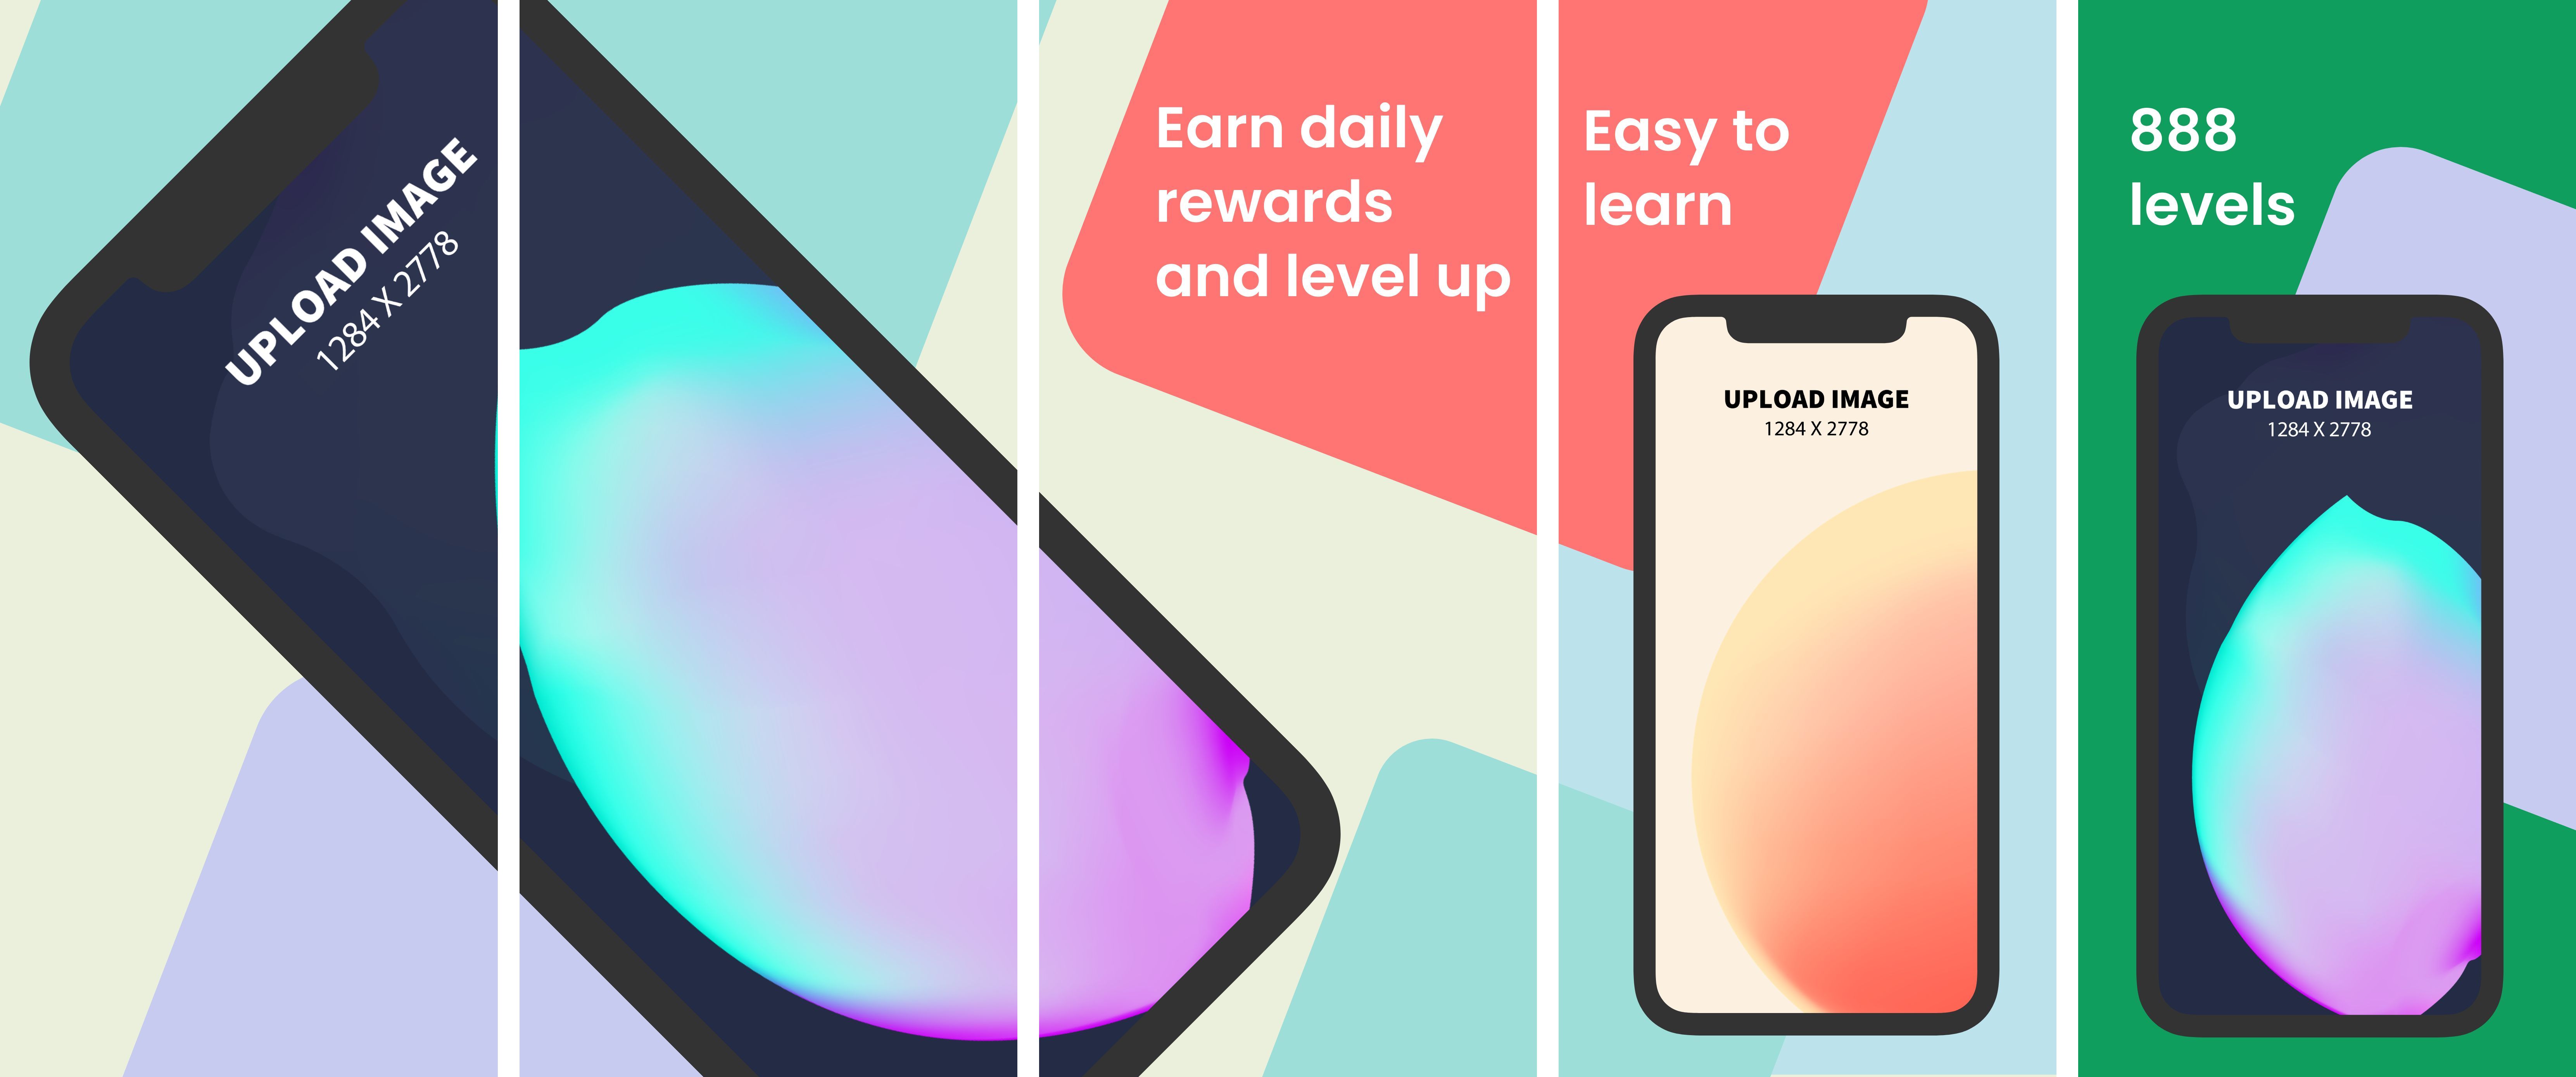 UPLOAD IMAGE
1284 X 2778
Earn daily
rewards
and level up
Easy to
learn
UPLOAD IMAGE
1284 X 2778
888
levels
UPLOAD IMAGE
1284 X 2778